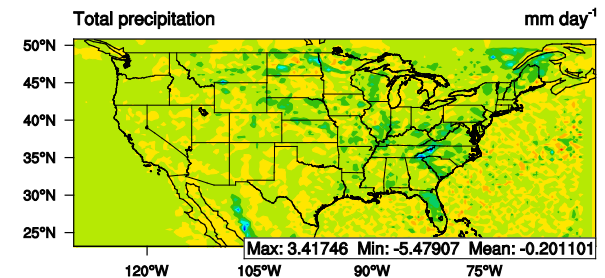 Total precipitation mm day-1
50°N
45°N
40°N
35°N
30°N
25°N
Max: 3.41746 Min: -5.47907 Mean: -0.201101
120°W 105°W 90°W 75°W